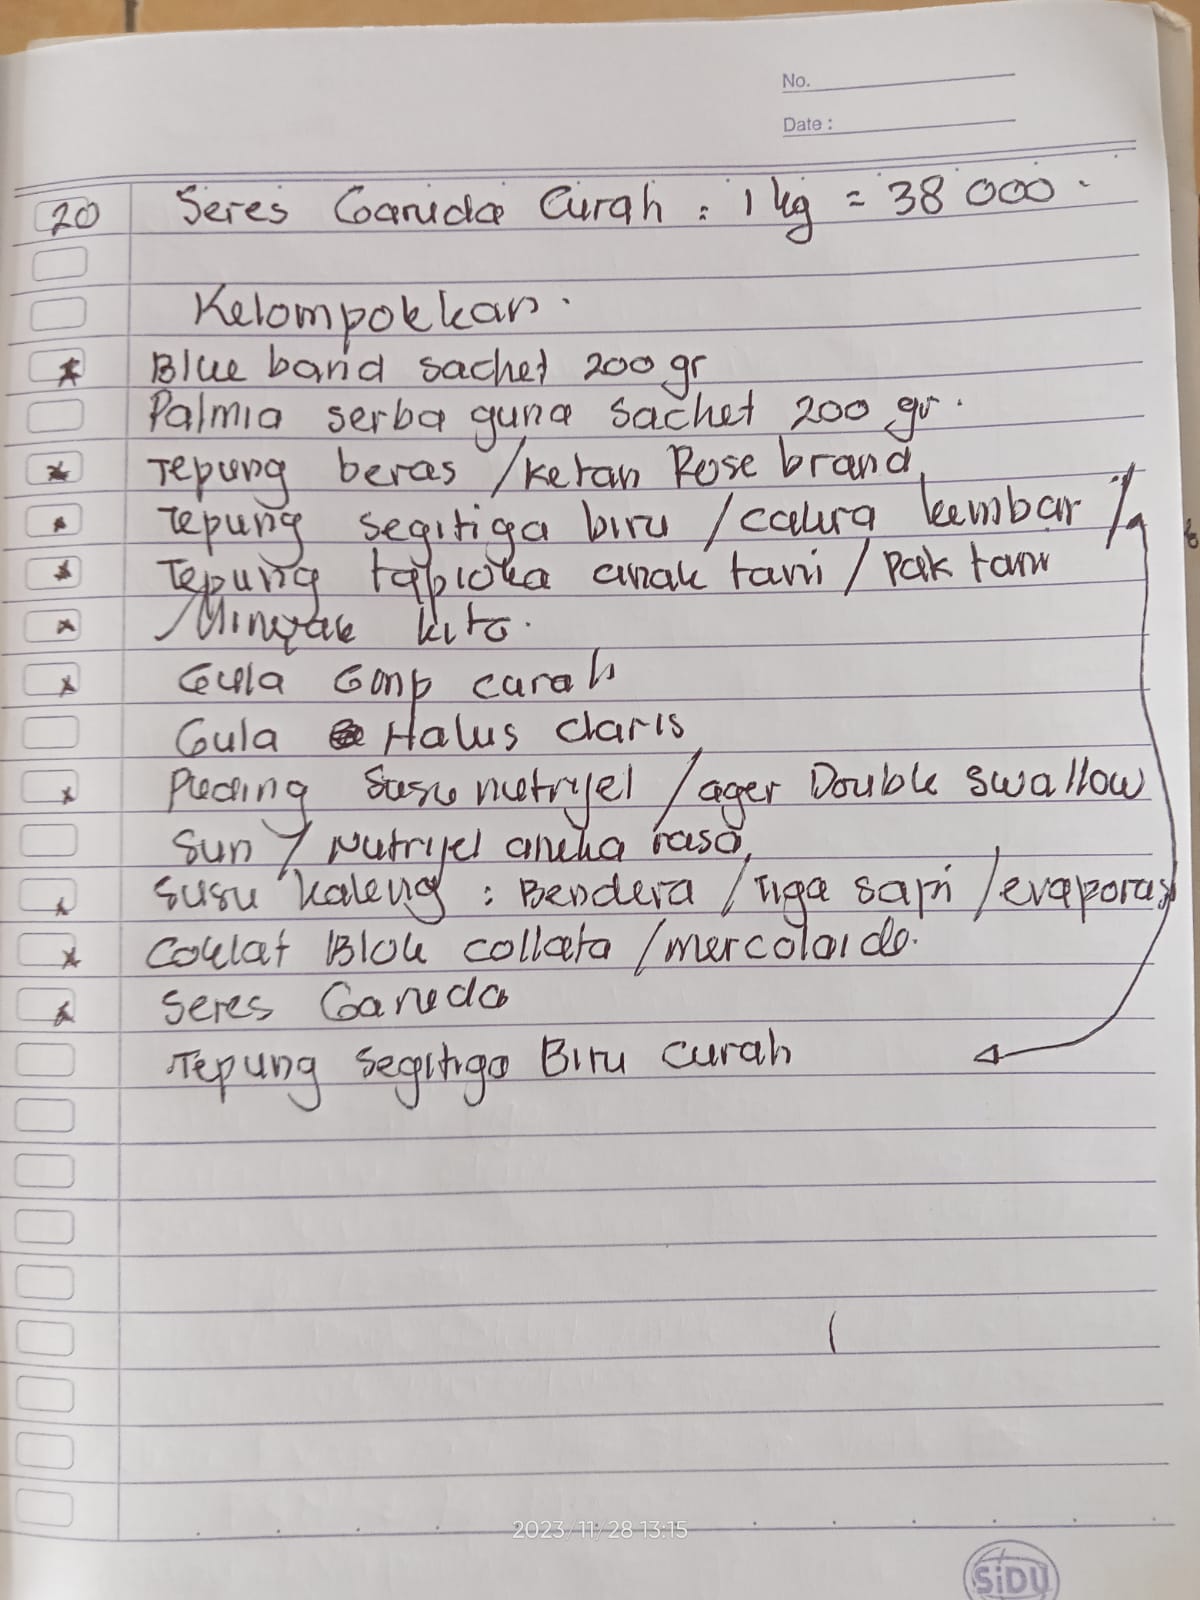 No.
Date :
20 Seres Garuda Curah : 1 kg = 38 000.
Kelompokkan.
Blue band sachet 200 gr
Palmia serba guna sachet 200 gr.
Tepung beras /ketan Rose brand
Tepung segitiga biru /cakra kembar /
Tepung tapioka anak tani / Pak tani
Minyak kita.
Gula Gmp curah
Gula Halus claris
Puding Susu nutrijel /ager Double swallow
Sun / Nutrijel aneka rasa
Susu kaleng : Bendera /Tiga sapi /evaporasi
Coklat Blok collata /mercolado.
Seres Garuda
Tepung Segitiga Biru Curah
2023/11/28 13:15
SiDU